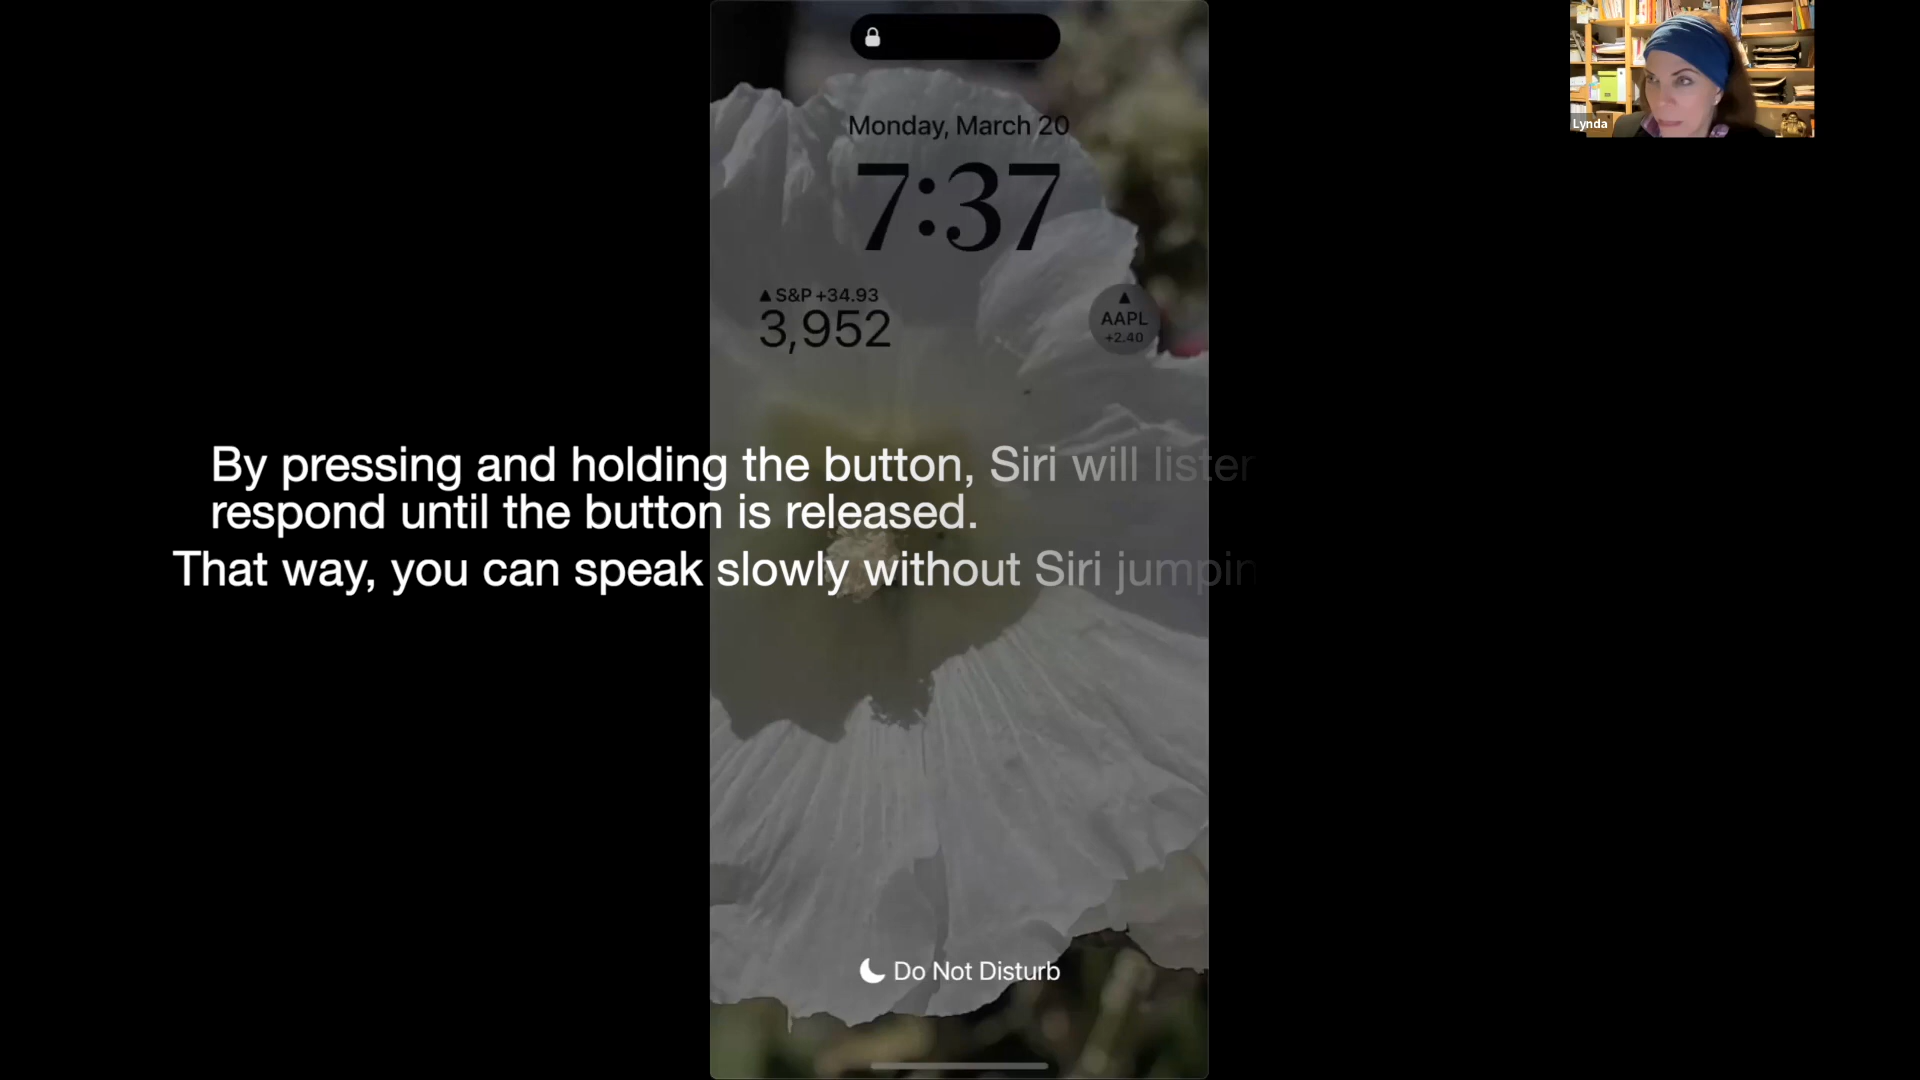 Monday, March 20
7:37
▲ S&P +34.93
3,952
▲
AAPL
+2.40
By pressing and holding the button, Siri will
respond until the button is released.
That way, you can speak slowly without Siri
Do Not Disturb
Lynda